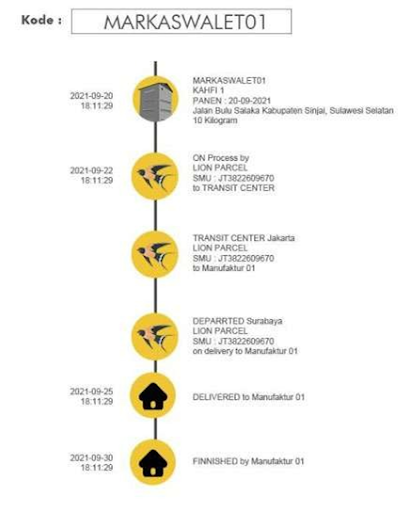 Kode : MARKASWALET01
2021-09-20
18:11:29
MARKASWALET01
KAHFI 1
PANEN : 20-09-2021
Jalan Bulu Salaka Kabupaten Sinjai, Sulawesi Selatan
10 Kilogram
2021-09-22
18:11:29
ON Process by
LION PARCEL
SMU : JT3822609670
to TRANSIT CENTER
TRANSIT CENTER Jakarta
LION PARCEL
SMU : JT3822609670
to Manufaktur 01
DEPARRTED Surabaya
LION PARCEL
SMU : JT3822609670
on delivery to Manufaktur 01
2021-09-25
18:11:29
DELIVERED to Manufaktur 01
2021-09-30
18:11:29
FINNISHED by Manufaktur 01